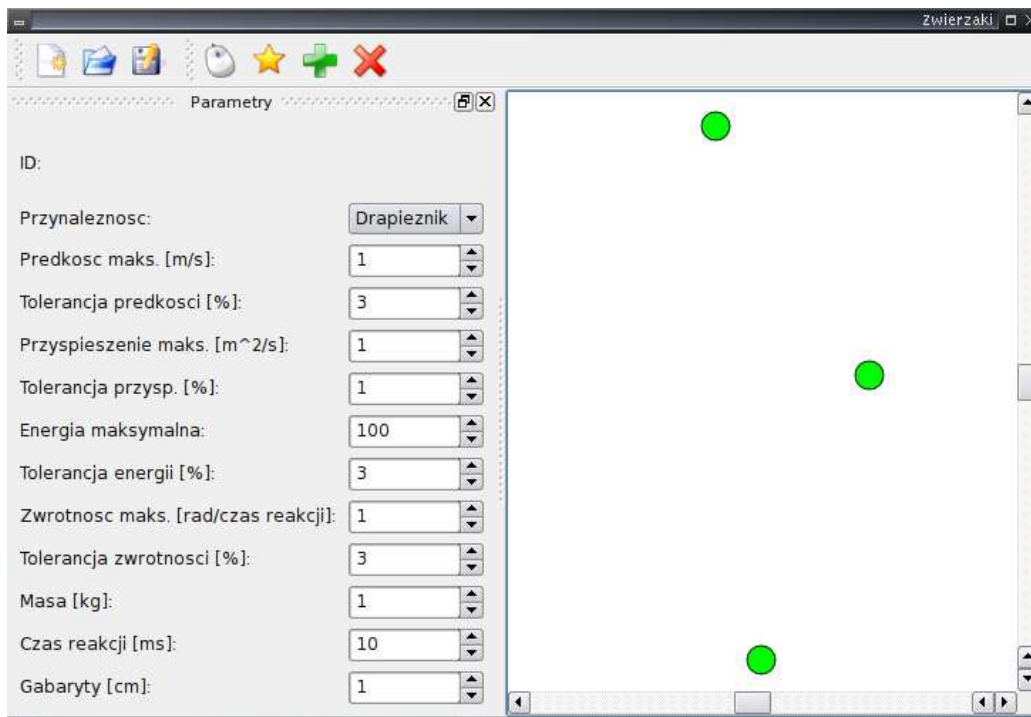 Zwierzaki
Parametry
ID:
Przynaleznosc: Drapieznik
Predkosc maks. [m/s]: 1
Tolerancja predkosci [%]: 3
Przyspieszenie maks. [m^2/s]: 1
Tolerancja przysp. [%]: 1
Energia maksymalna: 100
Tolerancja energii [%]: 3
Zwrotnosc maks. [rad/czas reakcji]: 1
Tolerancja zwrotnosci [%]: 3
Masa [kg]: 1
Czas reakcji [ms]: 10
Gabaryty [cm]: 1